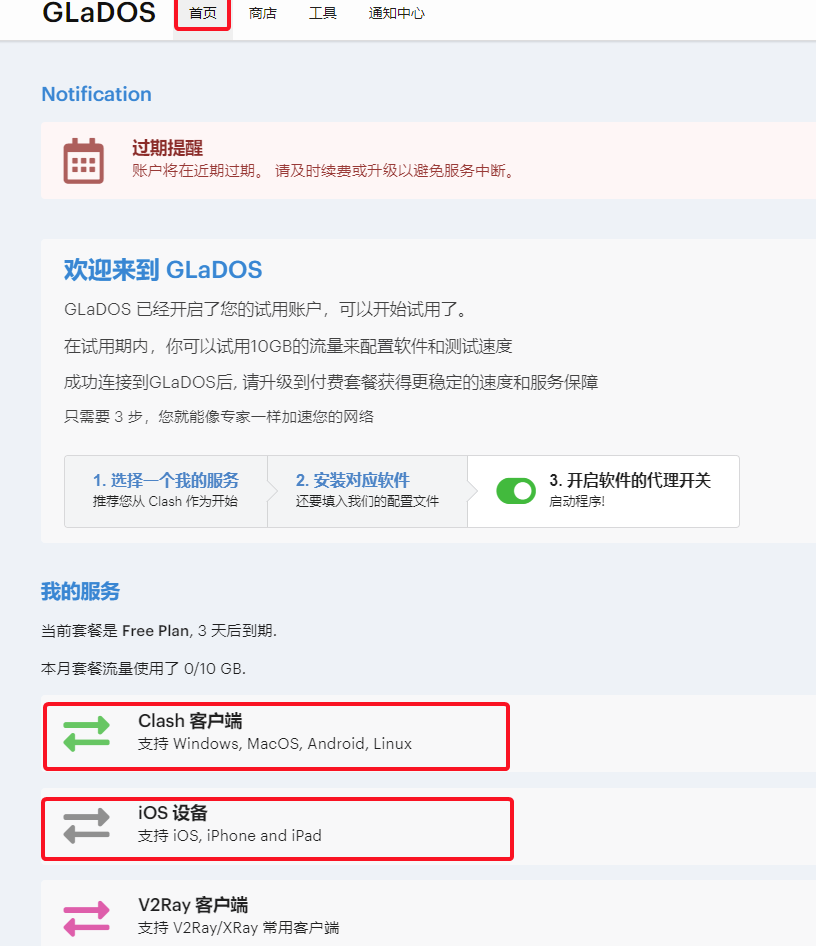 GLaDOS 首页 商店 工具 通知中心
Notification
过期提醒
账户将在近期过期。 请及时续费或升级以避免服务中断。
欢迎来到 GLaDOS
GLaDOS 已经开启了您的试用账户，可以开始试用了。
在试用期内，你可以试用10GB的流量来配置软件和测试速度
成功连接到GLaDOS后, 请升级到付费套餐获得更稳定的速度和服务保障
只需要 3 步，您就能像专家一样加速您的网络
1. 选择一个我的服务
推荐您从 Clash 作为开始
2. 安装对应软件
还要填入我们的配置文件
3. 开启软件的代理开关
启动程序!
我的服务
当前套餐是 Free Plan, 3 天后到期.
本月套餐流量使用了 0/10 GB.
Clash 客户端
支持 Windows, MacOS, Android, Linux
iOS 设备
支持 iOS, iPhone and iPad
V2Ray 客户端
支持 V2Ray/XRay 常用客户端